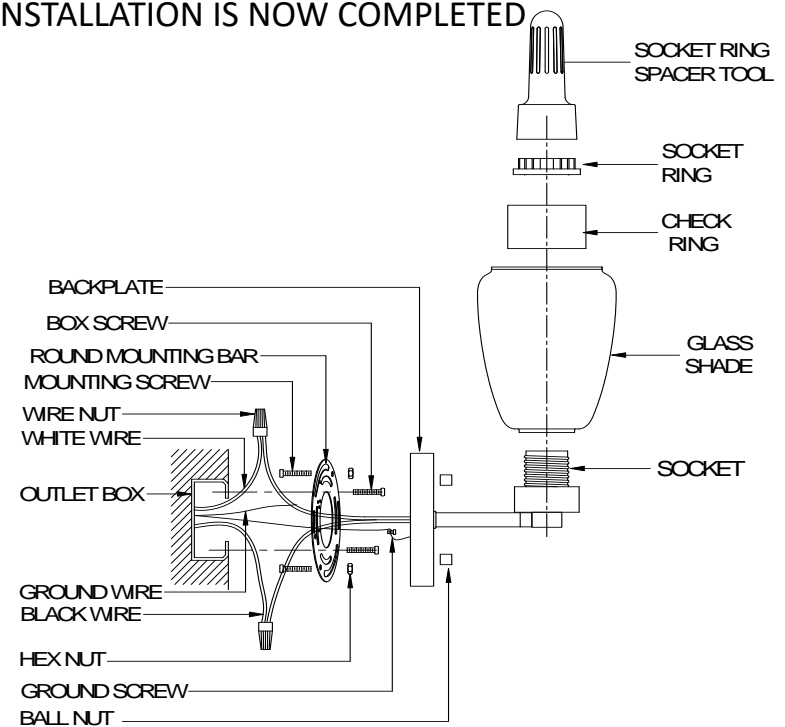 NSTALLATION IS NOW COMPLETED
SOCKET RING
SPACER TOOL
SOCKET
RING
CHECK
RING
GLASS
SHADE
SOCKET
BACKPLATE
BOX SCREW
ROUND MOUNTING BAR
MOUNTING SCREW
WIRE NUT
WHITE WIRE
OUTLET BOX
GROUND WIRE
BLACK WIRE
HEX NUT
GROUND SCREW
BALL NUT